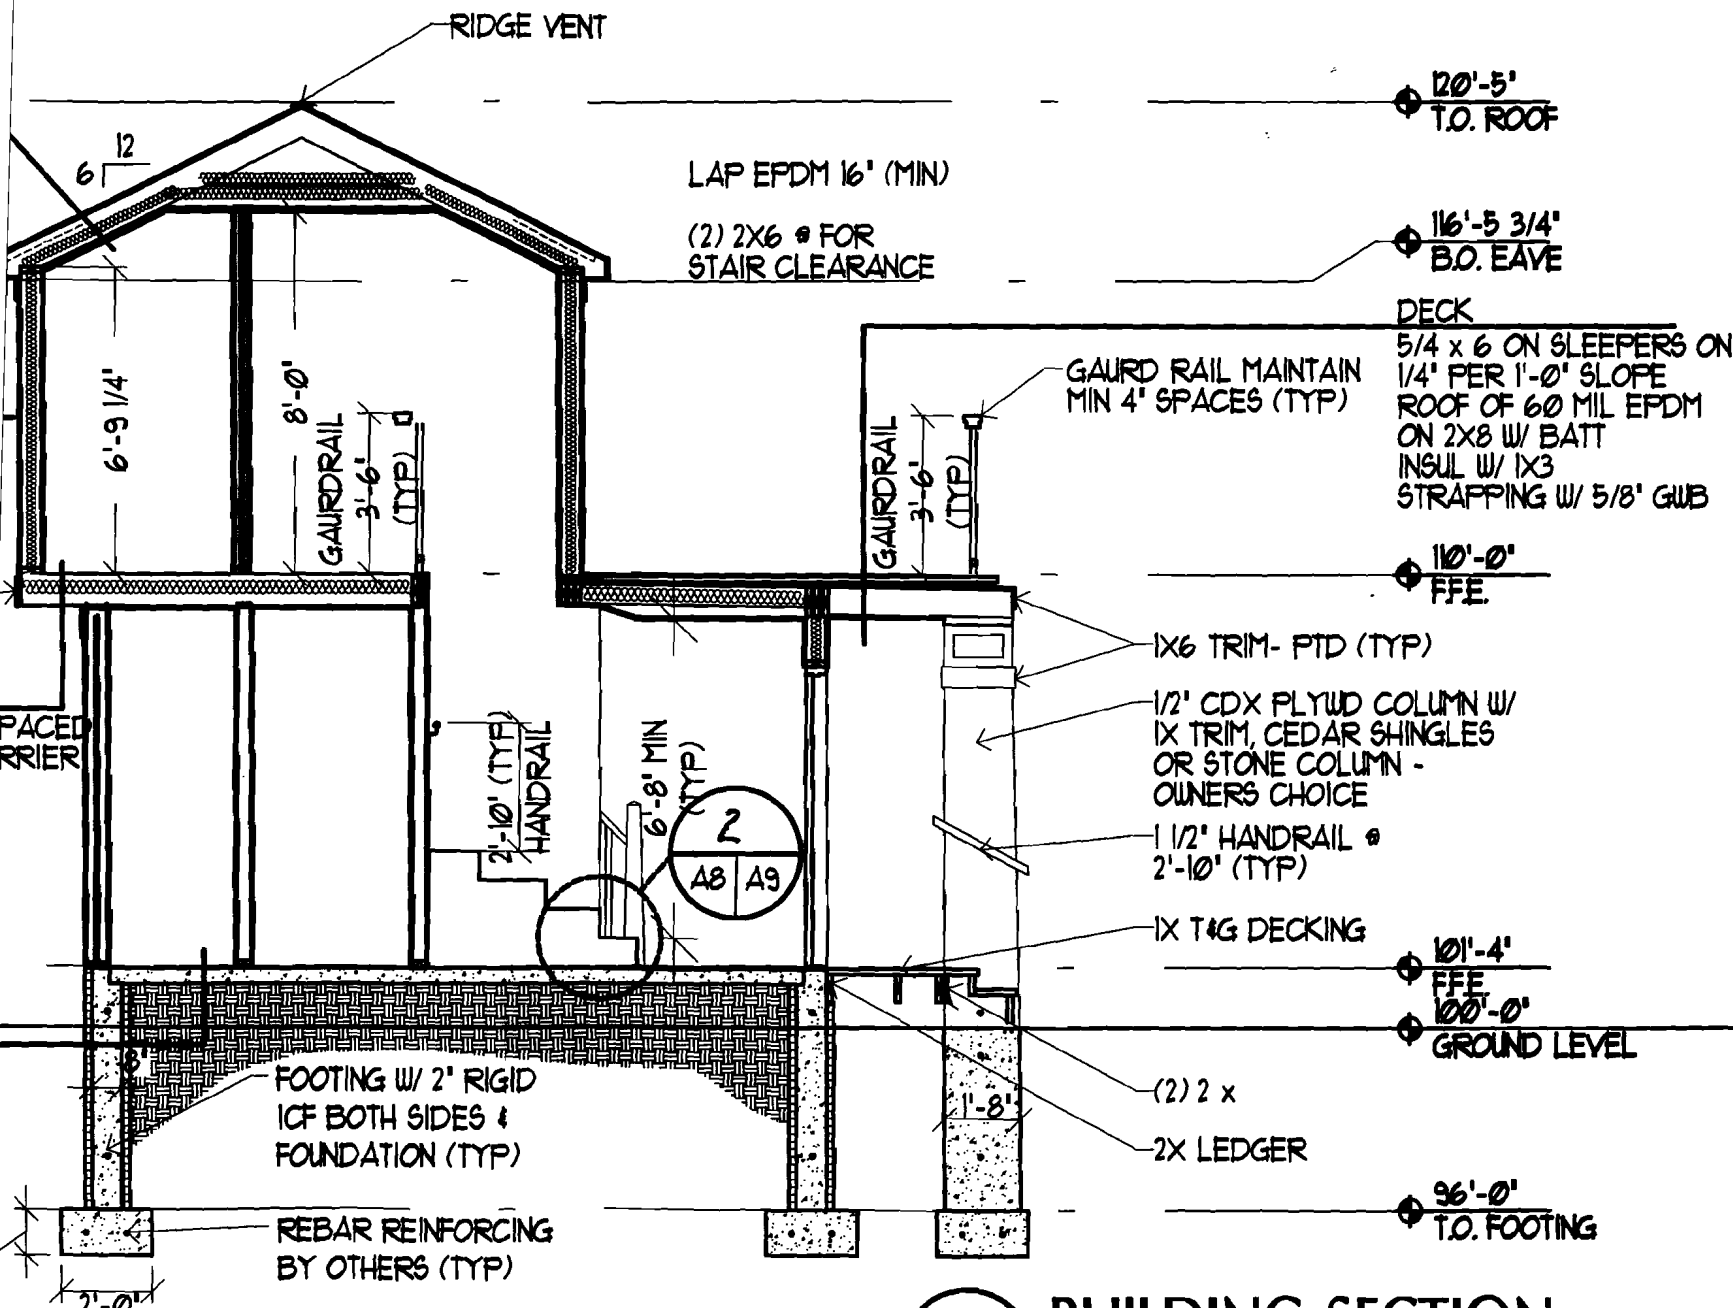 RIDGE VENT
120'-5"
T.O. ROOF
12
6
LAP EPDM 16" (MIN)
(2) 2X6 @ FOR
STAIR CLEARANCE
116'-5 3/4"
B.O. EAVE
DECK
5/4 x 6 ON SLEEPERS ON
1/4" PER 1'-0" SLOPE
ROOF OF 60 MIL EPDM
ON 2X8 W/ BATT
INSUL W/ 1X3
STRAPPING W/ 5/8" GWB
GAURD RAIL MAINTAIN
MIN 4" SPACES (TYP)
6'-9 1/4"
8'-0"
GAURDRAIL
3'-6"
(TYP)
GAURDRAIL
3'-6"
(TYP)
110'-0"
F.F.E.
1X6 TRIM- PTD (TYP)
1/2" CDX PLYWD COLUMN W/
1X TRIM, CEDAR SHINGLES
OR STONE COLUMN -
OWNERS CHOICE
PACED
RRIER
2'-10" (TYP)
HANDRAIL
6'-8" MIN
(TYP)
2
A8 A9
1 1/2" HANDRAIL @
2'-10" (TYP)
1X T&G DECKING
101'-4"
F.F.E.
100'-0"
GROUND LEVEL
8"
FOOTING W/ 2" RIGID
ICF BOTH SIDES &
FOUNDATION (TYP)
(2) 2 x
1'-8"
2X LEDGER
96'-0"
T.O. FOOTING
REBAR REINFORCING
BY OTHERS (TYP)
2'-0"
BUILDING SECTION